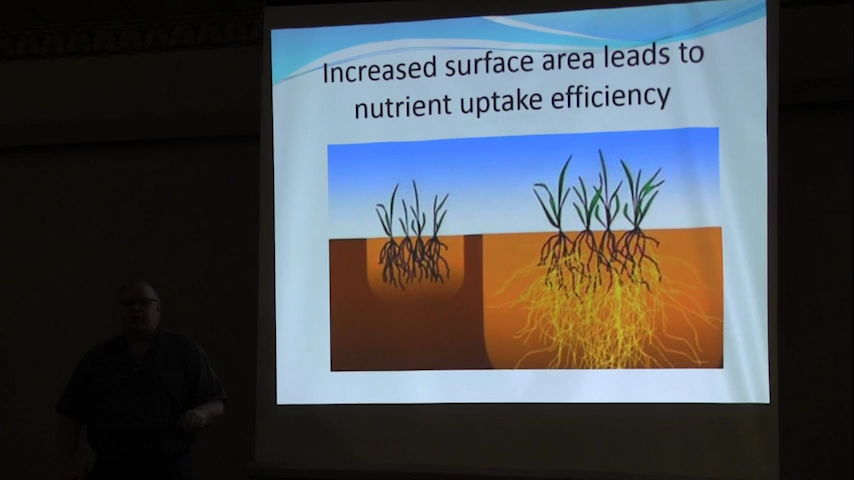 Increased surface area leads to
nutrient uptake efficiency